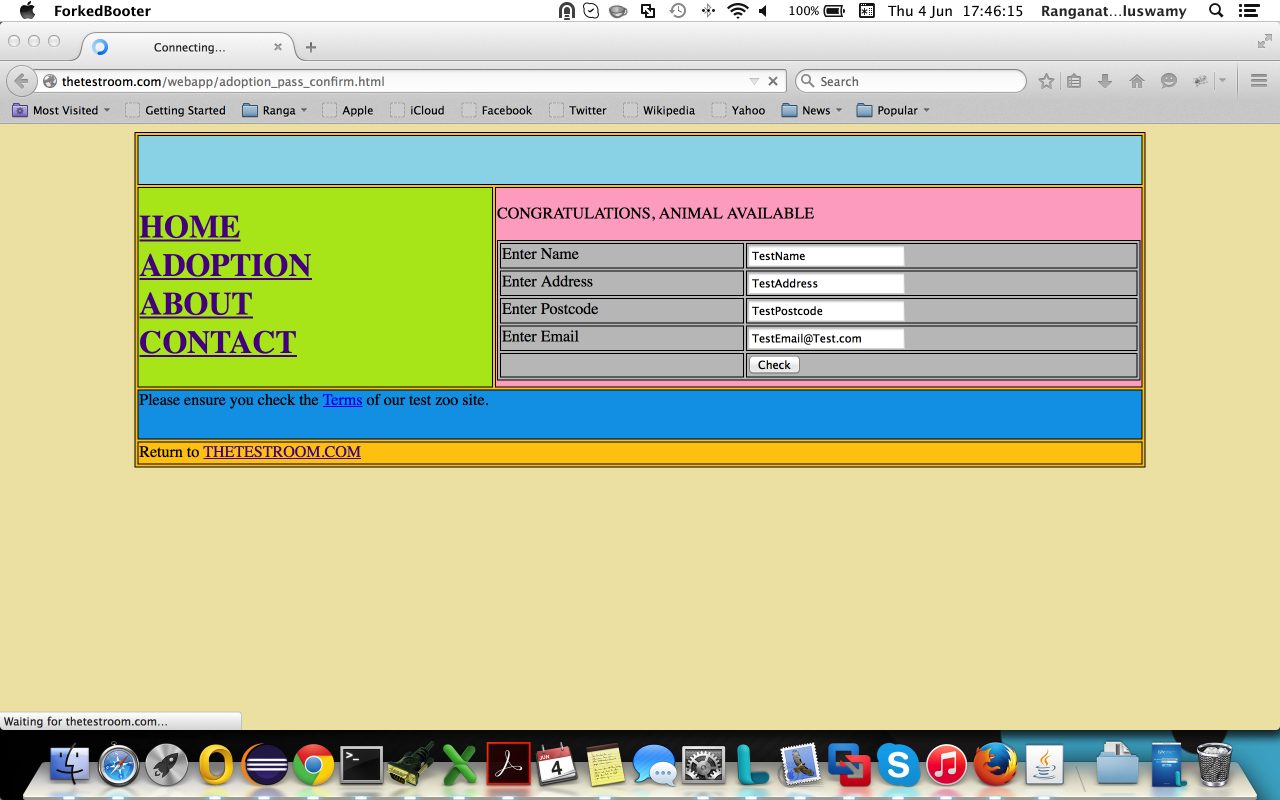 ForkedBooter 100% Thu 4 Jun 17:46:15 Ranganat...luswamy
Connecting...
thetestroom.com/webapp/adoption_pass_confirm.html Search
Most Visited Getting Started Ranga Apple iCloud Facebook Twitter Wikipedia Yahoo News Popular
HOME
ADOPTION
ABOUT
CONTACT
CONGRATULATIONS, ANIMAL AVAILABLE
Enter Name TestName
Enter Address TestAddress
Enter Postcode TestPostcode
Enter Email TestEmail@Test.com
Check
Please ensure you check the Terms of our test zoo site.
Return to THETESTROOM.COM
Waiting for thetestroom.com...
JUN
4